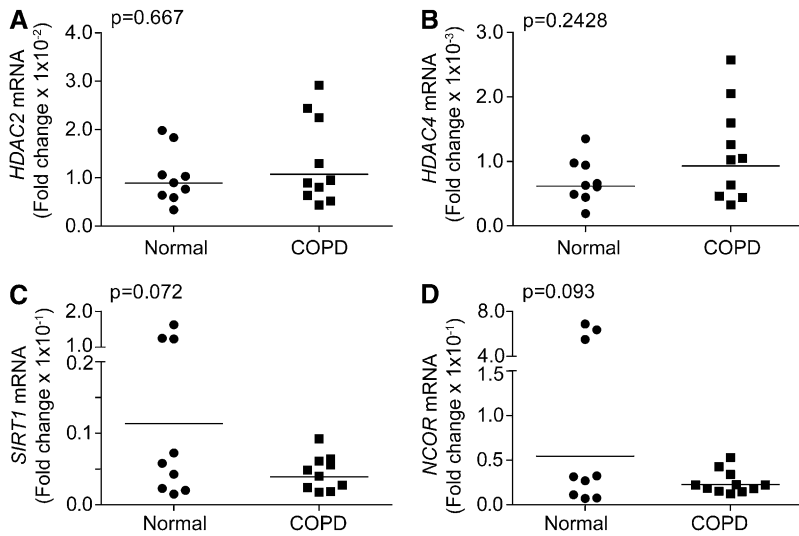 A
p=0.667
HDAC2 mRNA
(Fold change x 1x10⁻²)
4.0
3.0
2.0
1.0
0.0
Normal
COPD
B
p=0.2428
HDAC4 mRNA
(Fold change x 1x10⁻³)
3.0
2.0
1.0
0.0
Normal
COPD
C
p=0.072
SIRT1 mRNA
(Fold change x 1x10⁻¹)
2.0
1.0
0.2
0.1
0.0
Normal
COPD
D
p=0.093
NCOR mRNA
(Fold change x 1x10⁻¹)
8.0
4.0
1.5
1.0
0.5
0.0
Normal
COPD